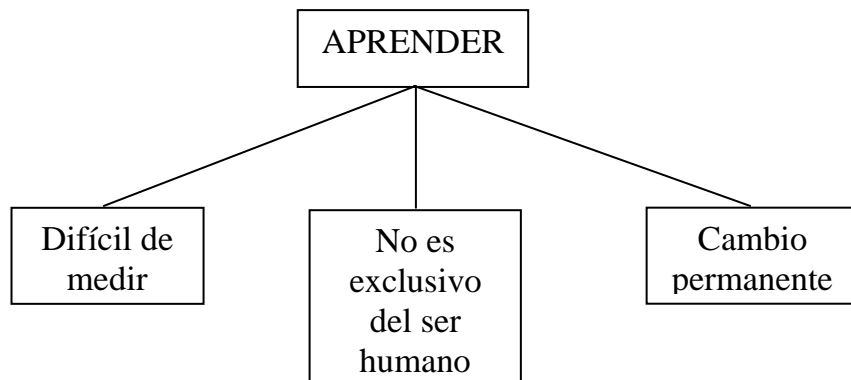 APRENDER
Difícil de
medir
No es
exclusivo
del ser
humano
Cambio
permanente